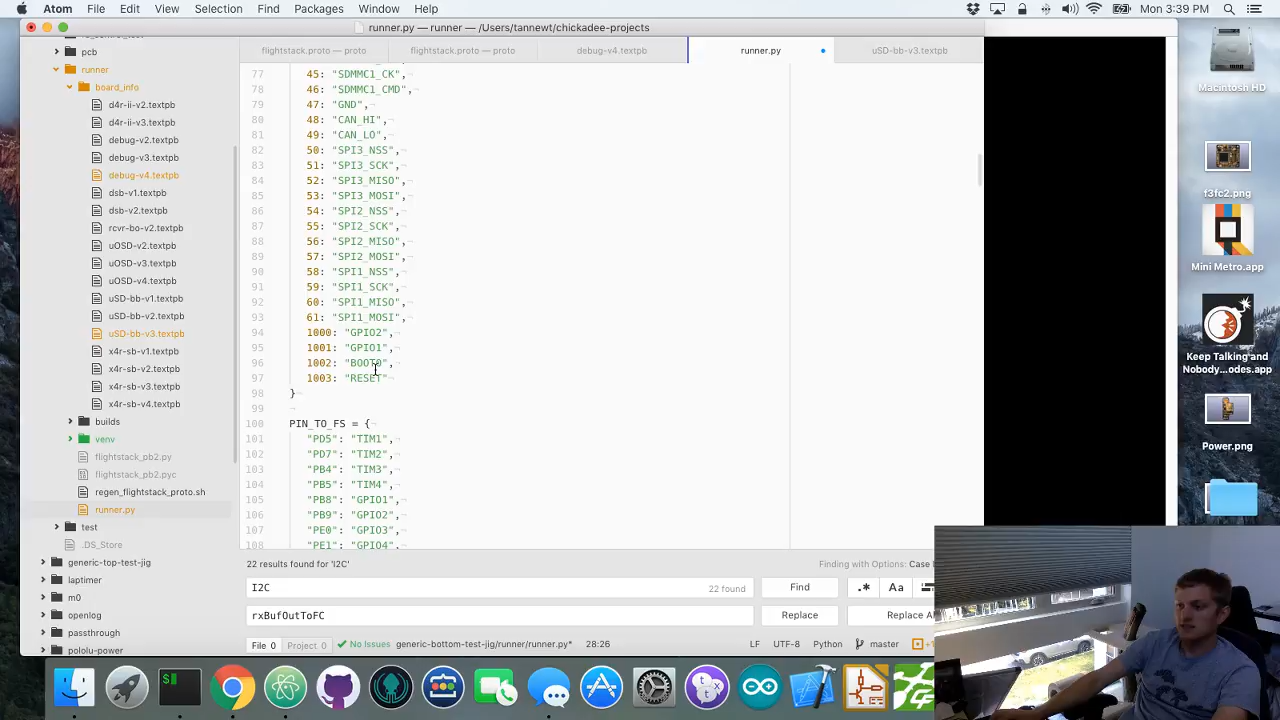 Atom File Edit View Selection Find Packages Window Help Mon 3:39 PM
runner.py — runner — /Users/tannewt/chickadee-projects
flightstack.proto — proto flightstack.proto — proto debug-v4.textpb runner.py uSD-bb-v3.textpb
pcb
runner
board_info
d4r-ii-v2.textpb
d4r-ii-v3.textpb
debug-v2.textpb
debug-v3.textpb
debug-v4.textpb
dsb-v1.textpb
dsb-v2.textpb
rcvr-bo-v2.textpb
uOSD-v2.textpb
uOSD-v3.textpb
uOSD-v4.textpb
uSD-bb-v1.textpb
uSD-bb-v2.textpb
uSD-bb-v3.textpb
x4r-sb-v1.textpb
x4r-sb-v2.textpb
x4r-sb-v3.textpb
x4r-sb-v4.textpb
builds
venv
flightstack_pb2.py
flightstack_pb2.pyc
regen_flightstack_proto.sh
runner.py
test
.DS_Store
generic-top-test-jig
laptimer
m0
openlog
passthrough
pololu-power
77 45: "SDMMC1_CK",
78 46: "SDMMC1_CMD",
79 47: "GND",
80 48: "CAN_HI",
81 49: "CAN_LO",
82 50: "SPI3_NSS",
83 51: "SPI3_SCK",
84 52: "SPI3_MISO",
85 53: "SPI3_MOSI",
86 54: "SPI2_NSS",
87 55: "SPI2_SCK",
88 56: "SPI2_MISO",
89 57: "SPI2_MOSI",
90 58: "SPI1_NSS",
91 59: "SPI1_SCK",
92 60: "SPI1_MISO",
93 61: "SPI1_MOSI",
94 1000: "GPIO2",
95 1001: "GPIO1",
96 1002: "BOOT0",
97 1003: "RESET"
98 }
99
100 PIN_TO_FS = {
101 "PD5": "TIM1",
102 "PD7": "TIM2",
103 "PB4": "TIM3",
104 "PB5": "TIM4",
105 "PB8": "GPIO1",
106 "PB9": "GPIO2",
107 "PE0": "GPIO3",
108 "PE1": "GPIO4",
22 results found for 'I2C' Finding with Options: Case
I2C 22 found Find .* Aa
rxBufOutToFC Replace Replace
File 0 Project 0 No Issues generic-bottom-test-jig/runner/runner.py* 28:26 LF UTF-8 Python master
Macintosh HD
f3fc2.png
Mini Metro.app
Keep Talking and
Nobody...odes.app
Power.png